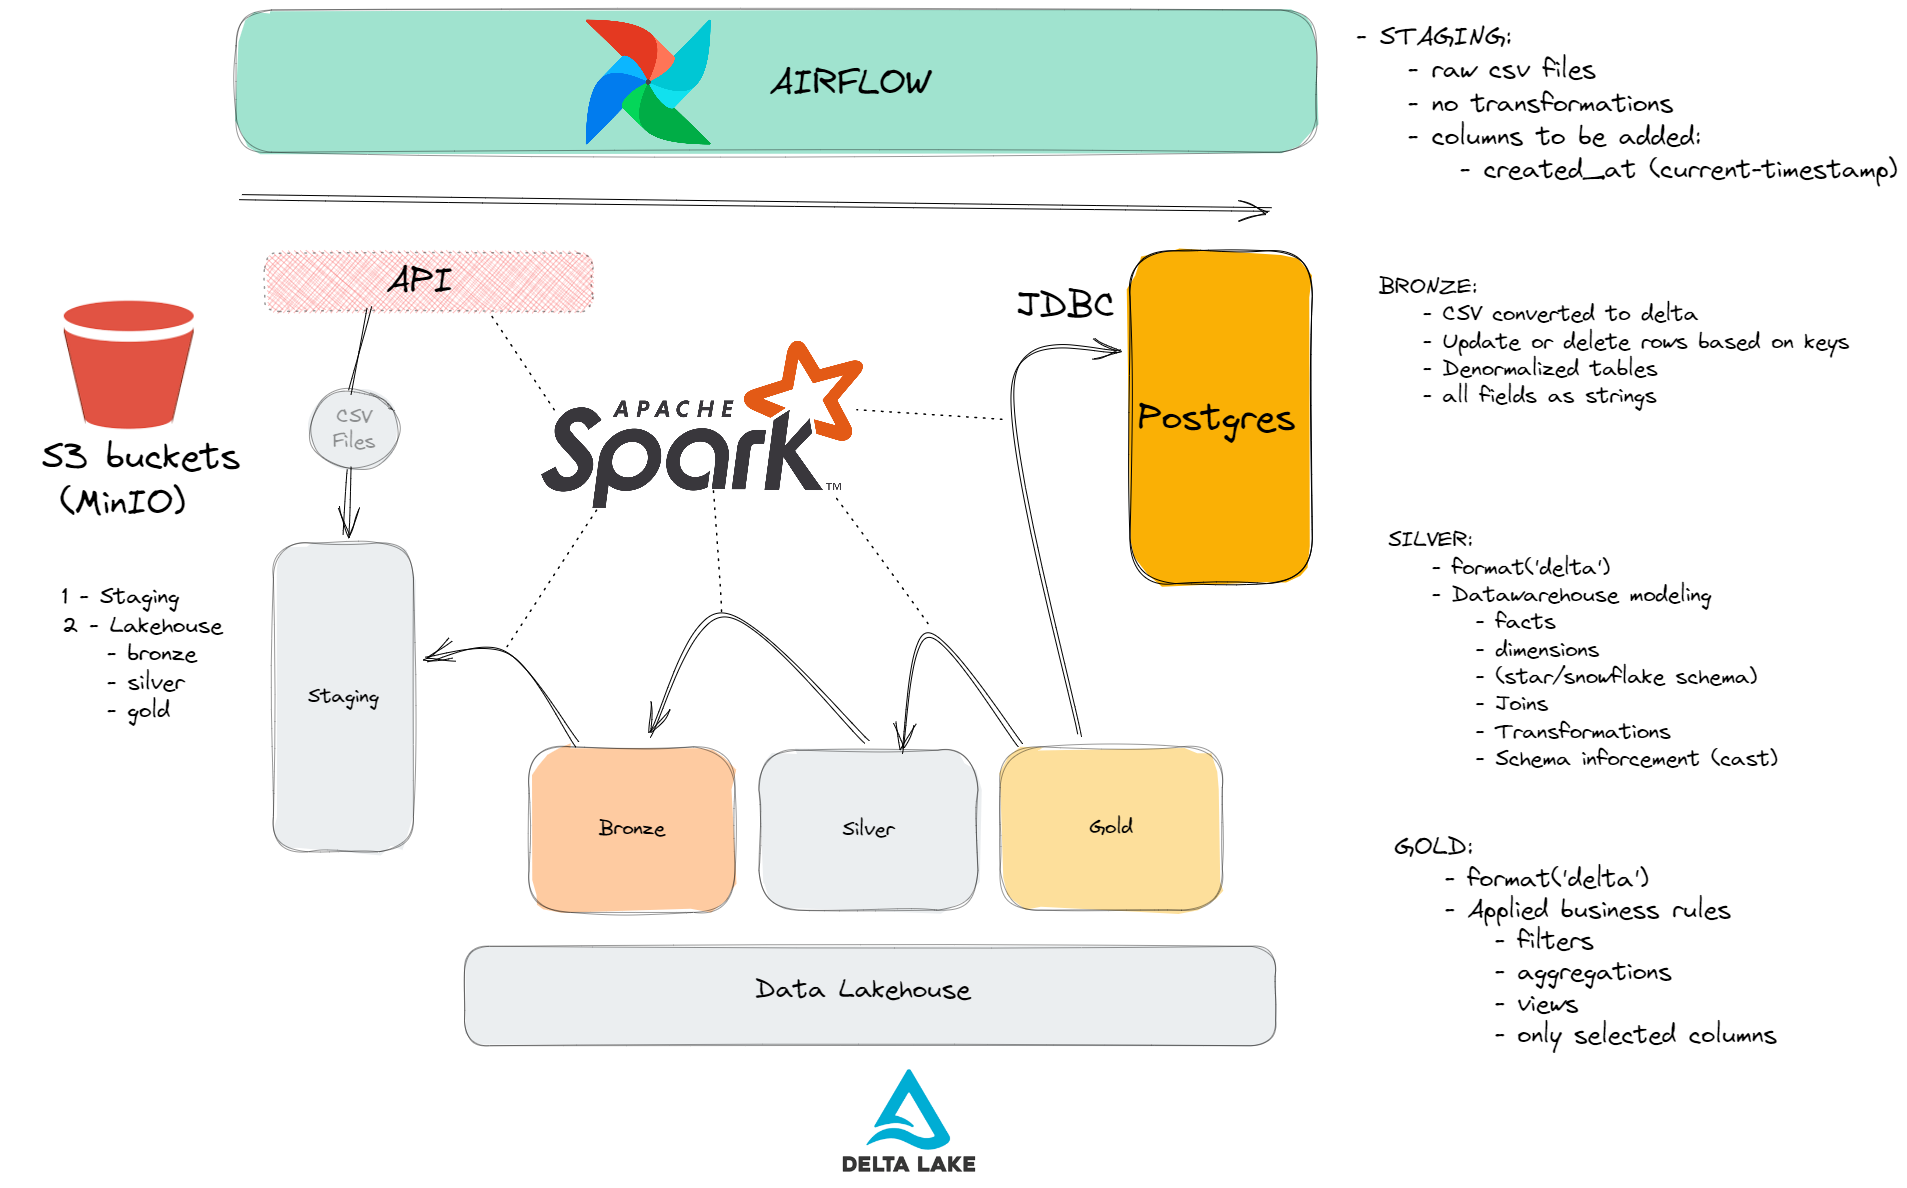 AIRFLOW
API
CSV
Files
S3 buckets
(MinIO)
1 - Staging
2 - Lakehouse
- bronze
- silver
- gold
APACHE
Spark
TM
JDBC
Postgres
Staging
Bronze
Silver
Gold
Data Lakehouse
DELTA LAKE
- STAGING:
- raw csv files
- no transformations
- columns to be added:
- created_at (current-timestamp)
BRONZE:
- CSV converted to delta
- Update or delete rows based on keys
- Denormalized tables
- all fields as strings
SILVER:
- format('delta')
- Datawarehouse modeling
- facts
- dimensions
- (star/snowflake schema)
- Joins
- Transformations
- Schema inforcement (cast)
GOLD:
- format('delta')
- Applied business rules
- filters
- aggregations
- views
- only selected columns